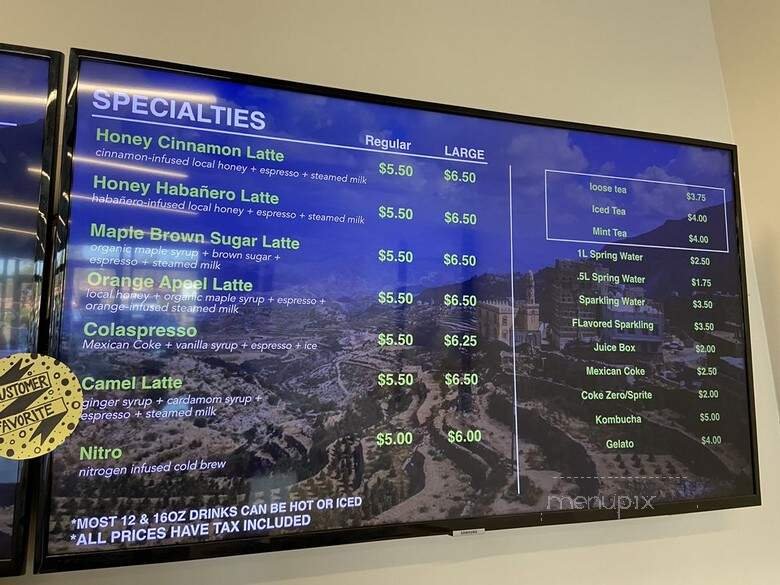 SPECIALTIES
Regular LARGE
Honey Cinnamon Latte $5.50 $6.50
cinnamon-infused local honey + espresso + steamed milk
Honey Habañero Latte $5.50 $6.50
habañero-infused local honey + espresso + steamed milk
Maple Brown Sugar Latte $5.50 $6.50
organic maple syrup + brown sugar +
espresso + steamed milk
Orange Apeel Latte $5.50 $6.50
local honey + organic maple syrup + espresso +
orange-infused steamed milk
Colaspresso $5.50 $6.25
Mexican Coke + vanilla syrup + espresso + ice
Camel Latte $5.50 $6.50
ginger syrup + cardamom syrup +
espresso + steamed milk
Nitro $5.00 $6.00
nitrogen infused cold brew
*MOST 12 & 16OZ DRINKS CAN BE HOT OR ICED
*ALL PRICES HAVE TAX INCLUDED
loose tea $3.75
Iced Tea $4.00
Mint Tea $4.00
1L Spring Water $2.50
.5L Spring Water $1.75
Sparkling Water $3.50
FLavored Sparkling $3.50
Juice Box $2.00
Mexican Coke $2.50
Coke Zero/Sprite $2.00
Kombucha $5.00
Gelato $4.00
CUSTOMER
FAVORITE
SAMSUNG
menupix